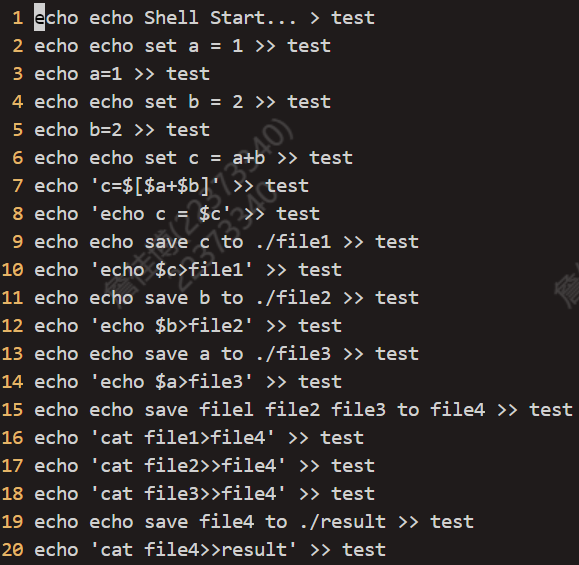 1 echo echo Shell Start... > test
2 echo echo set a = 1 >> test
3 echo a=1 >> test
4 echo echo set b = 2 >> test
5 echo b=2 >> test
6 echo echo set c = a+b >> test
7 echo 'c=$[$a+$b]' >> test
8 echo 'echo c = $c' >> test
9 echo echo save c to ./file1 >> test
10 echo 'echo $c>file1' >> test
11 echo echo save b to ./file2 >> test
12 echo 'echo $b>file2' >> test
13 echo echo save a to ./file3 >> test
14 echo 'echo $a>file3' >> test
15 echo echo save filel file2 file3 to file4 >> test
16 echo 'cat file1>file4' >> test
17 echo 'cat file2>>file4' >> test
18 echo 'cat file3>>file4' >> test
19 echo echo save file4 to ./result >> test
20 echo 'cat file4>>result' >> test
(22373340)
22373340